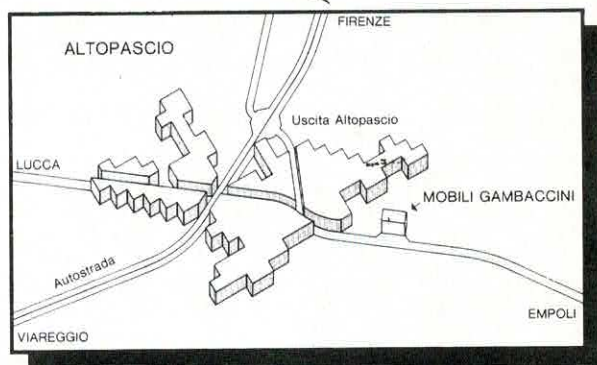 FIRENZE
ALTOPASCIO
Uscita Altopascio
LUCCA
MOBILI GAMBACCINI
Autostrada
EMPOLI
VIAREGGIO